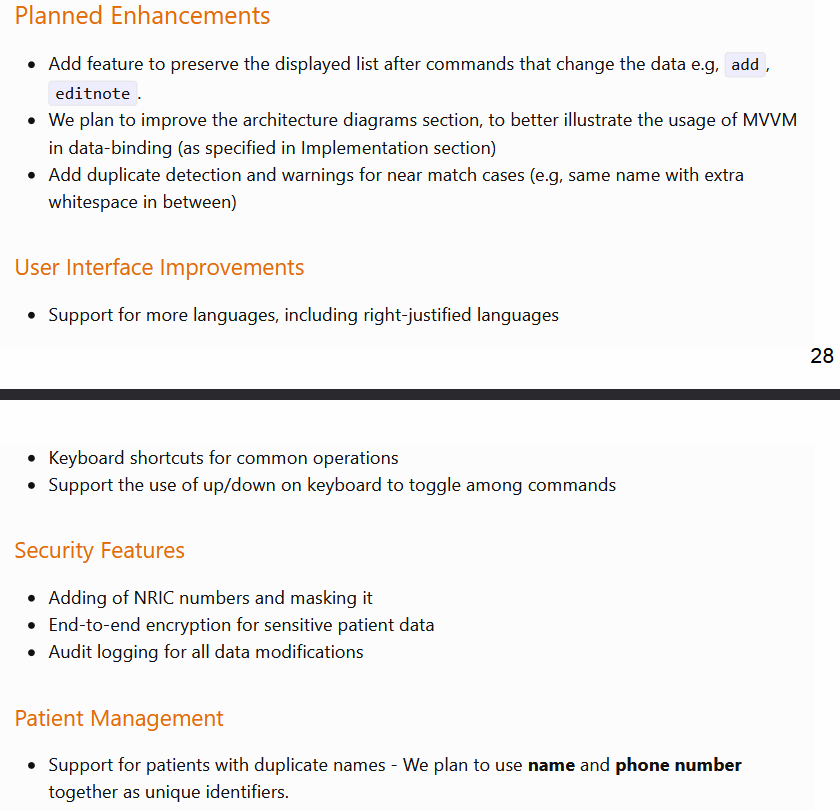 Planned Enhancements
• Add feature to preserve the displayed list after commands that change the data e.g, add ,
editnote .
• We plan to improve the architecture diagrams section, to better illustrate the usage of MVVM
in data-binding (as specified in Implementation section)
• Add duplicate detection and warnings for near match cases (e.g, same name with extra
whitespace in between)
User Interface Improvements
• Support for more languages, including right-justified languages
28
• Keyboard shortcuts for common operations
• Support the use of up/down on keyboard to toggle among commands
Security Features
• Adding of NRIC numbers and masking it
• End-to-end encryption for sensitive patient data
• Audit logging for all data modifications
Patient Management
• Support for patients with duplicate names - We plan to use name and phone number
together as unique identifiers.